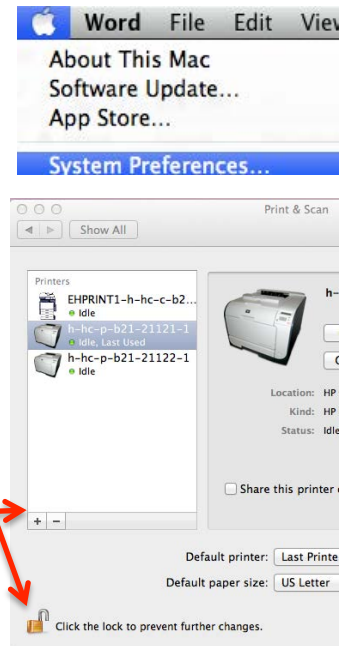 Word File Edit View
About This Mac
Software Update...
App Store...
System Preferences...
Print & Scan
Show All
Printers
EHPRINT1-h-hc-c-b2...
Idle
h-hc-p-b21-21121-1
Idle, Last Used
h-hc-p-b21-21122-1
Idle
h-
Location: HP
Kind: HP
Status: Idle
Share this printer
+ -
Default printer: Last Printe
Default paper size: US Letter
Click the lock to prevent further changes.